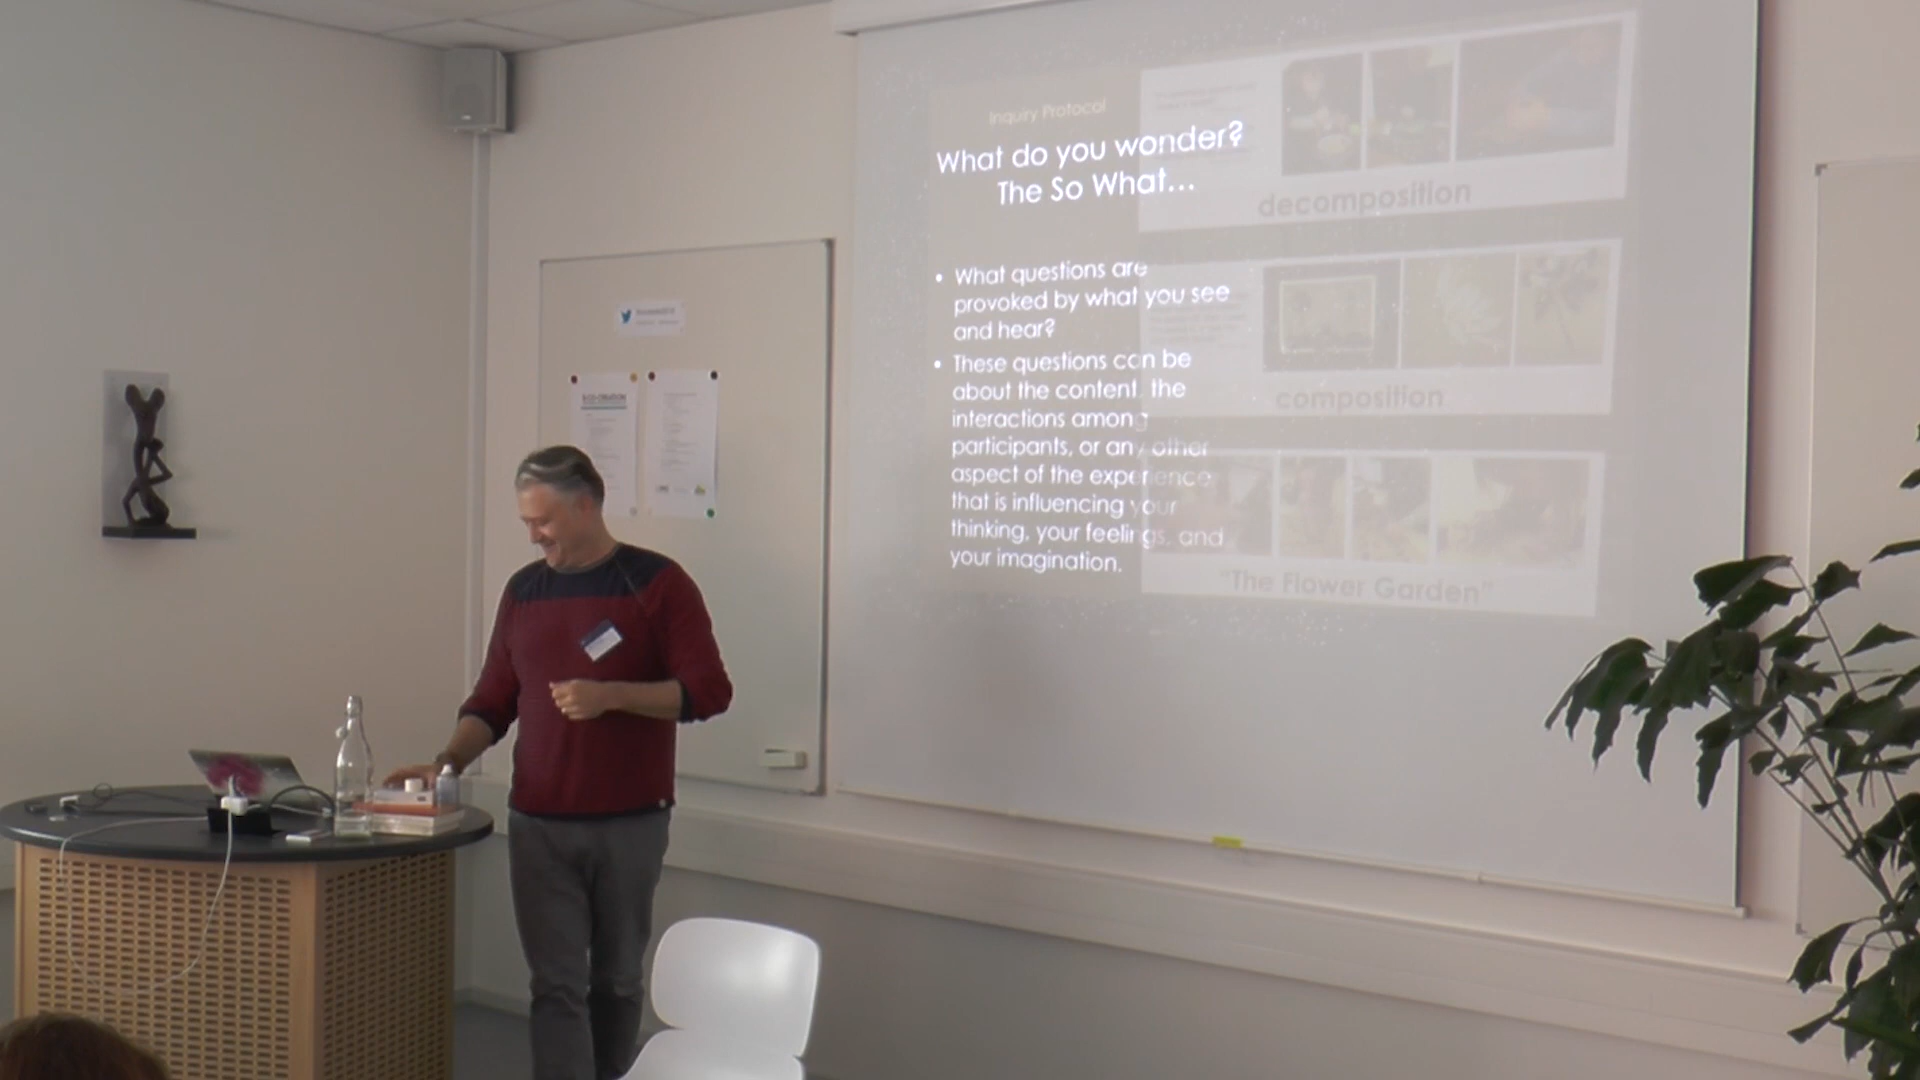 Inquiry Protocol
What do you wonder?
The So What...
• What questions are
provoked by what you see
and hear?
• These questions can be
about the content, the
interactions among
participants, or any other
aspect of the experience
that is influencing your
thinking, your feelings, and
your imagination.
decomposition
composition
"The Flower Garden"
CO-CREATION